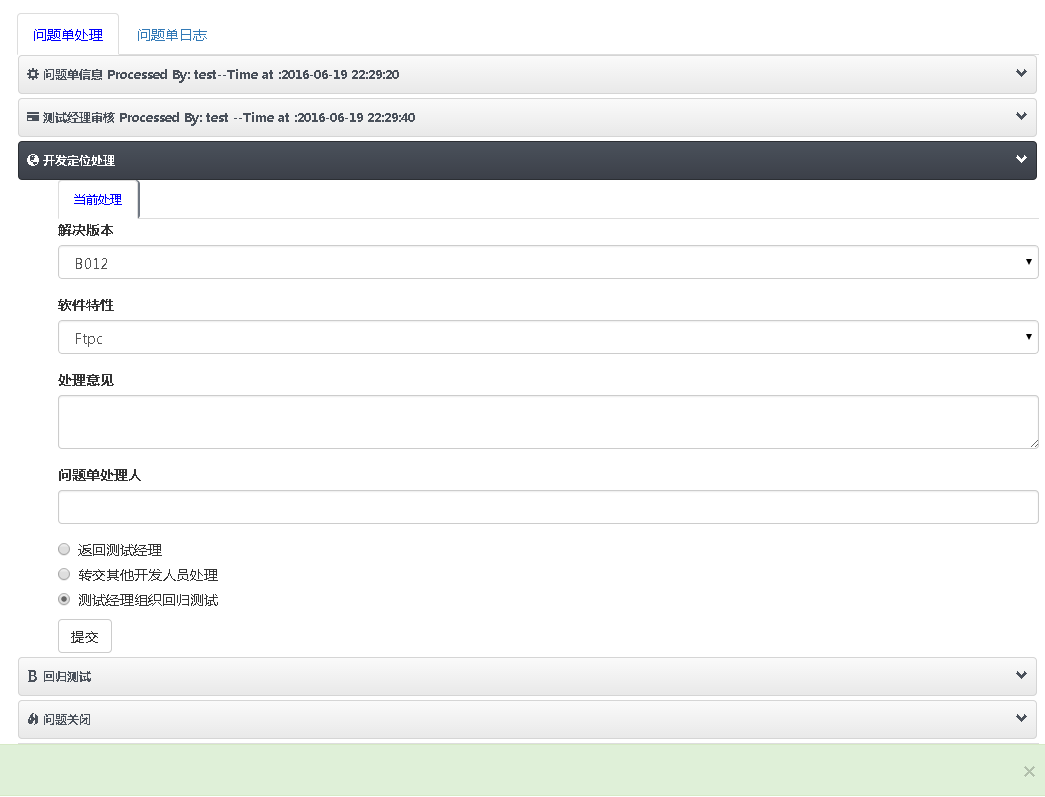 问题单处理 问题单日志
问题单信息 Processed By: test--Time at :2016-06-19 22:29:20
测试经理审核 Processed By: test --Time at :2016-06-19 22:29:40
开发定位处理
当前处理
解决版本
B012
软件特性
Ftpc
处理意见
问题单处理人
返回测试经理
转交其他开发人员处理
测试经理组织回归测试
提交
回归测试
问题关闭